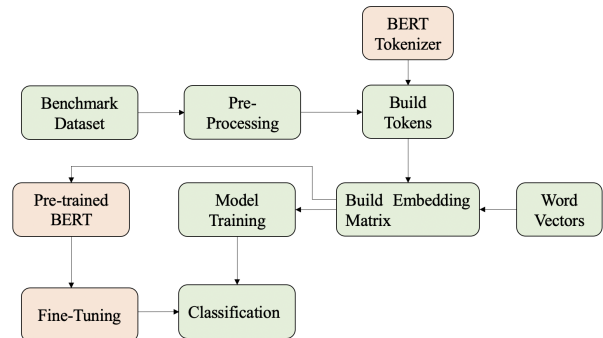 BERT
Tokenizer
Benchmark
Dataset
Pre-
Processing
Build
Tokens
Pre-trained
BERT
Model
Training
Build Embedding
Matrix
Word
Vectors
Fine-Tuning
Classification